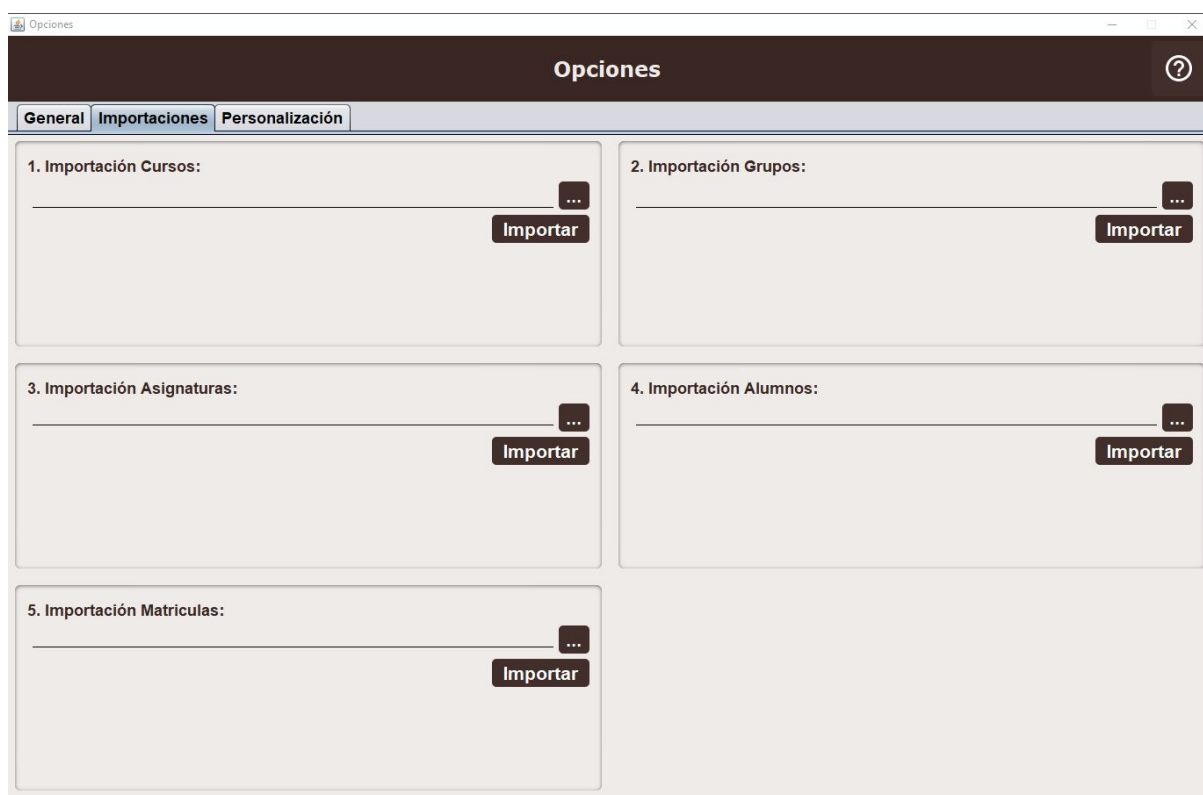 Opciones
Opciones
General Importaciones Personalización
1. Importación Cursos:
...
Importar
2. Importación Grupos:
...
Importar
3. Importación Asignaturas:
...
Importar
4. Importación Alumnos:
...
Importar
5. Importación Matriculas:
...
Importar